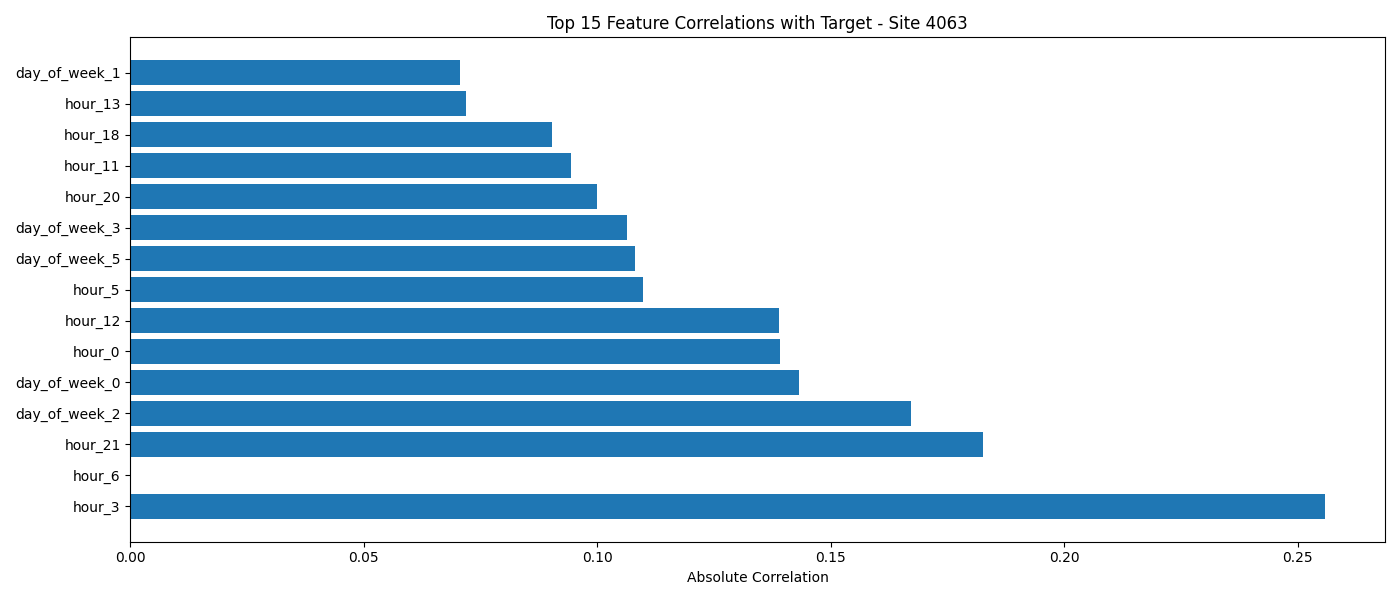 Top 15 Feature Correlations with Target - Site 4063
day_of_week_1
hour_13
hour_18
hour_11
hour_20
day_of_week_3
day_of_week_5
hour_5
hour_12
hour_0
day_of_week_0
day_of_week_2
hour_21
hour_6
hour_3
0.00 0.05 0.10 0.15 0.20 0.25
Absolute Correlation